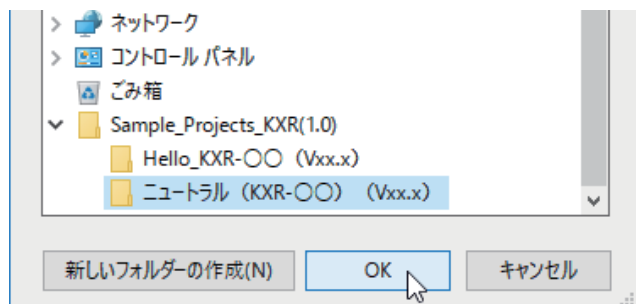 ネットワーク
コントロール パネル
ごみ箱
Sample_Projects_KXR(1.0)
Hello_KXR-〇〇（Vxx.x）
ニュートラル（KXR-〇〇）（Vxx.x）
新しいフォルダーの作成(N) OK キャンセル